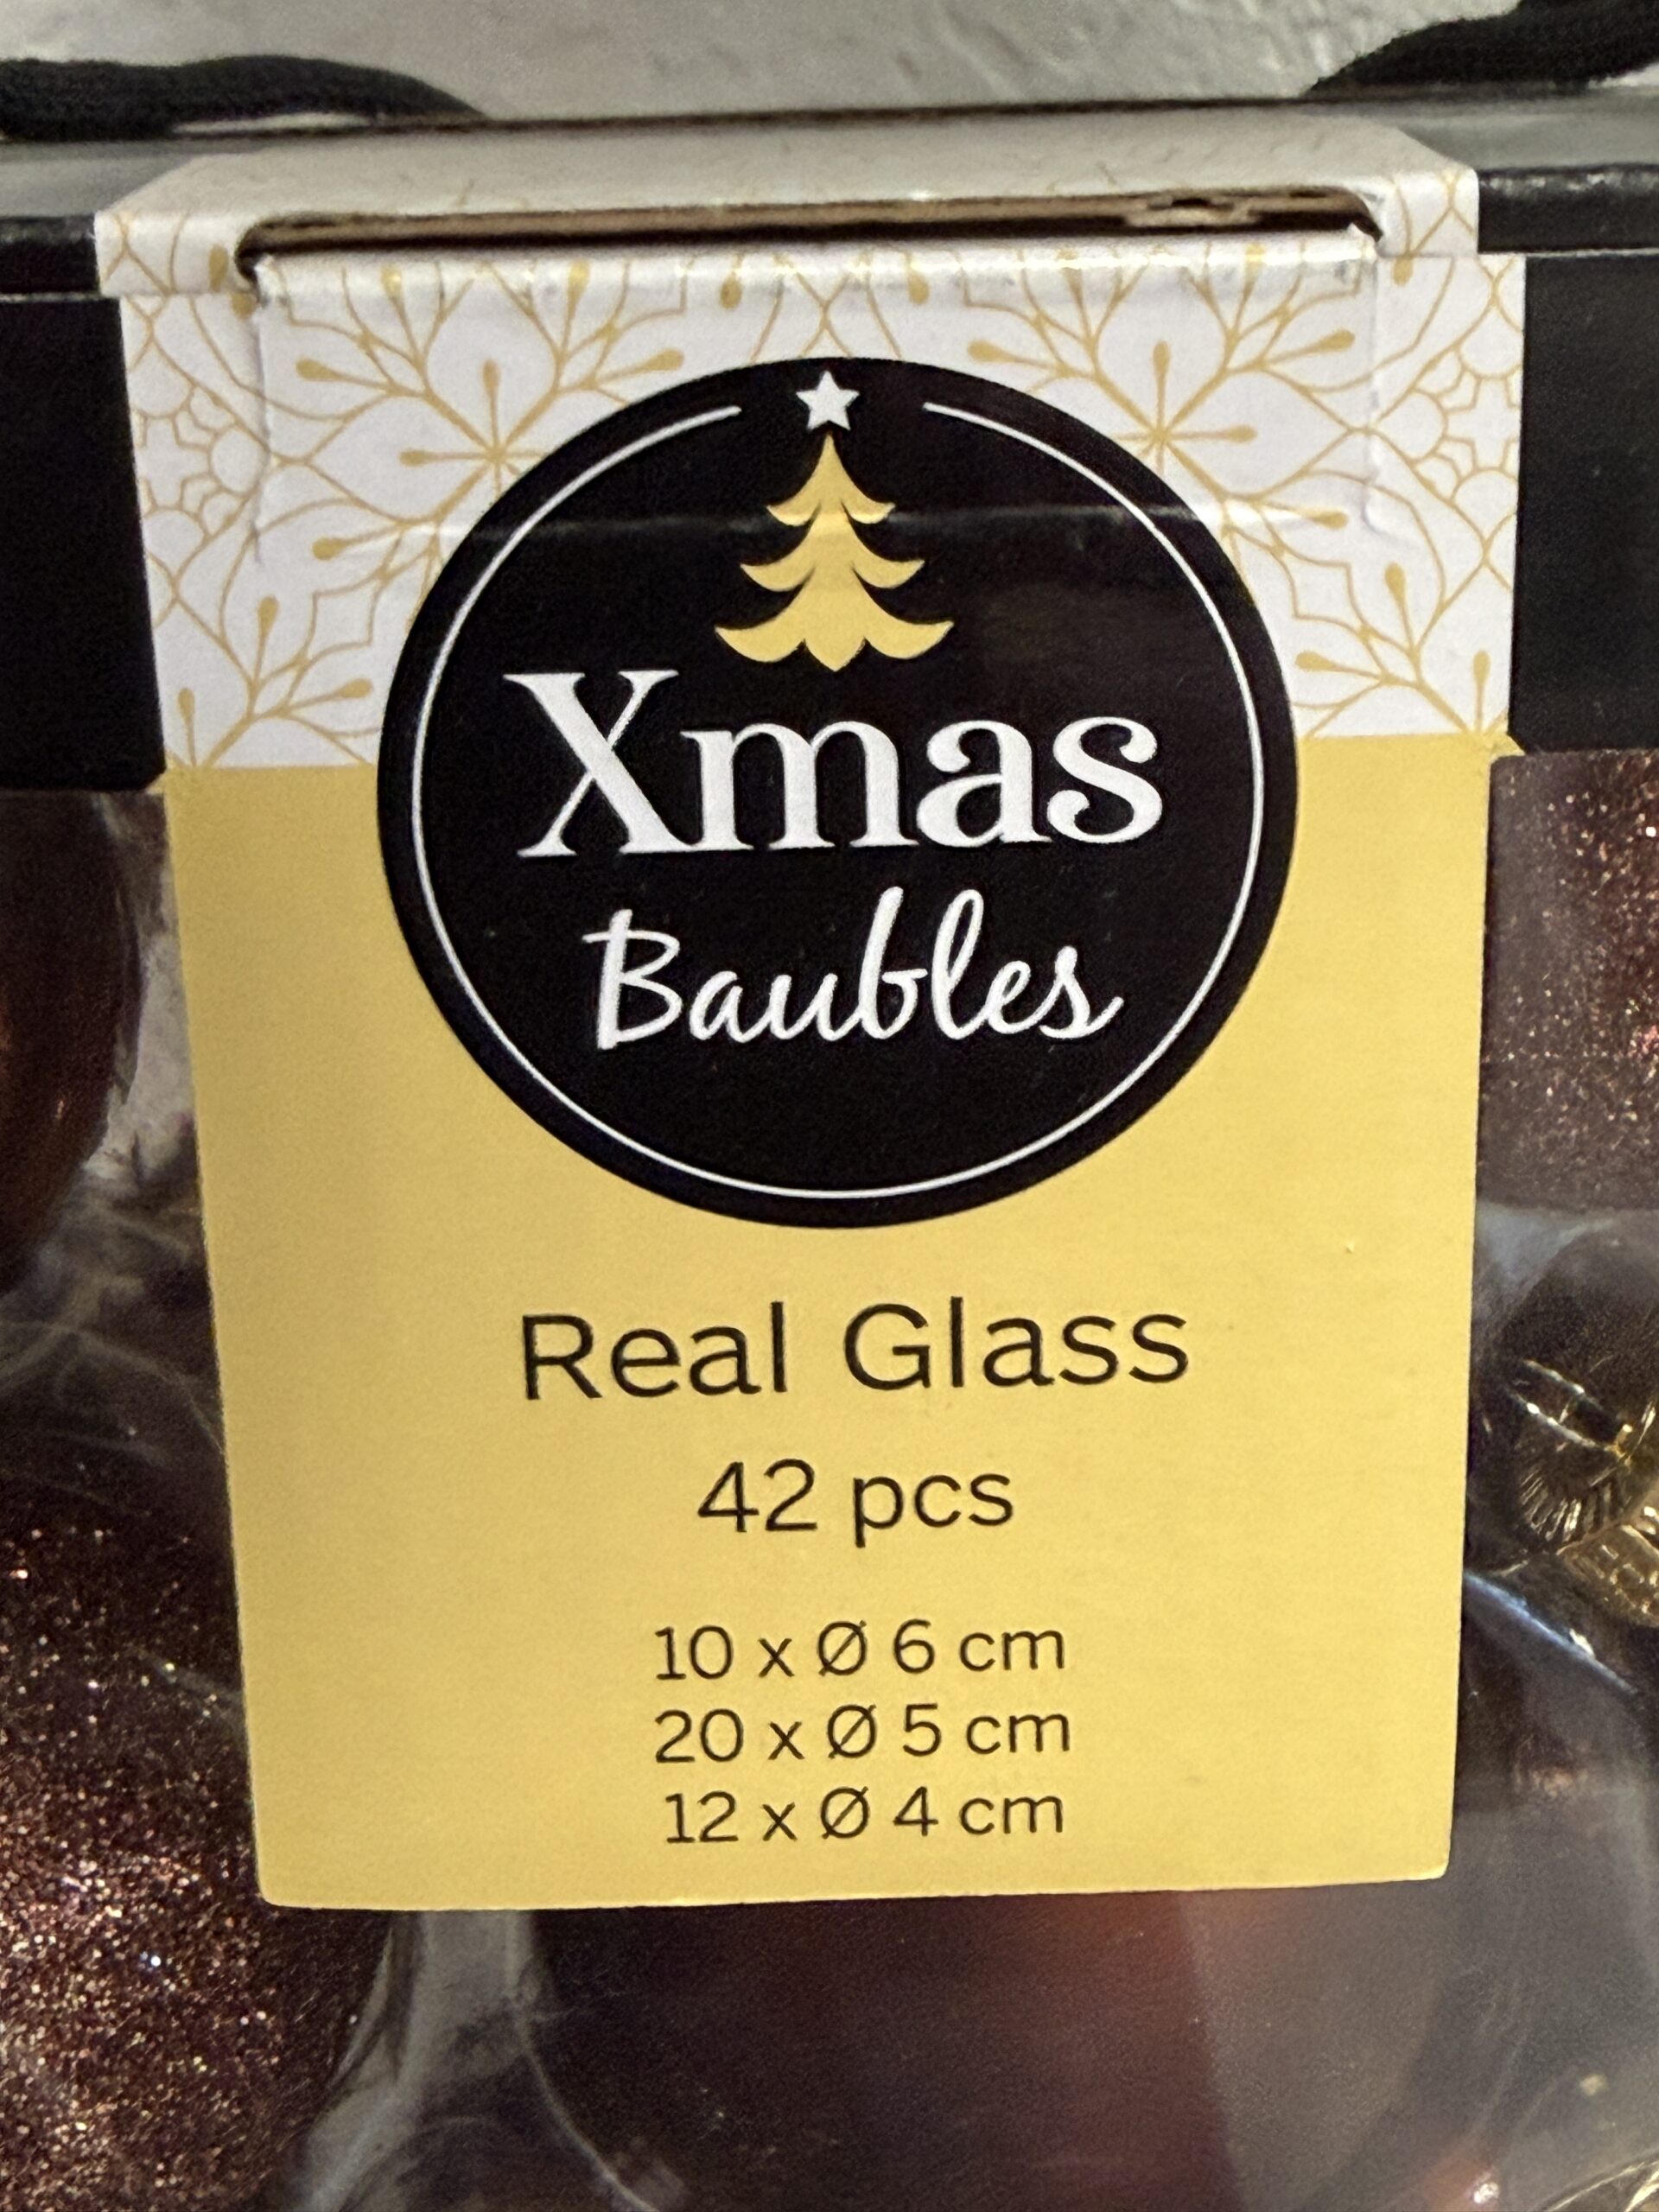 Xmas
Baubles
Real Glass
42 pcs
10 x Ø 6 cm
20 x Ø 5 cm
12 x Ø 4 cm